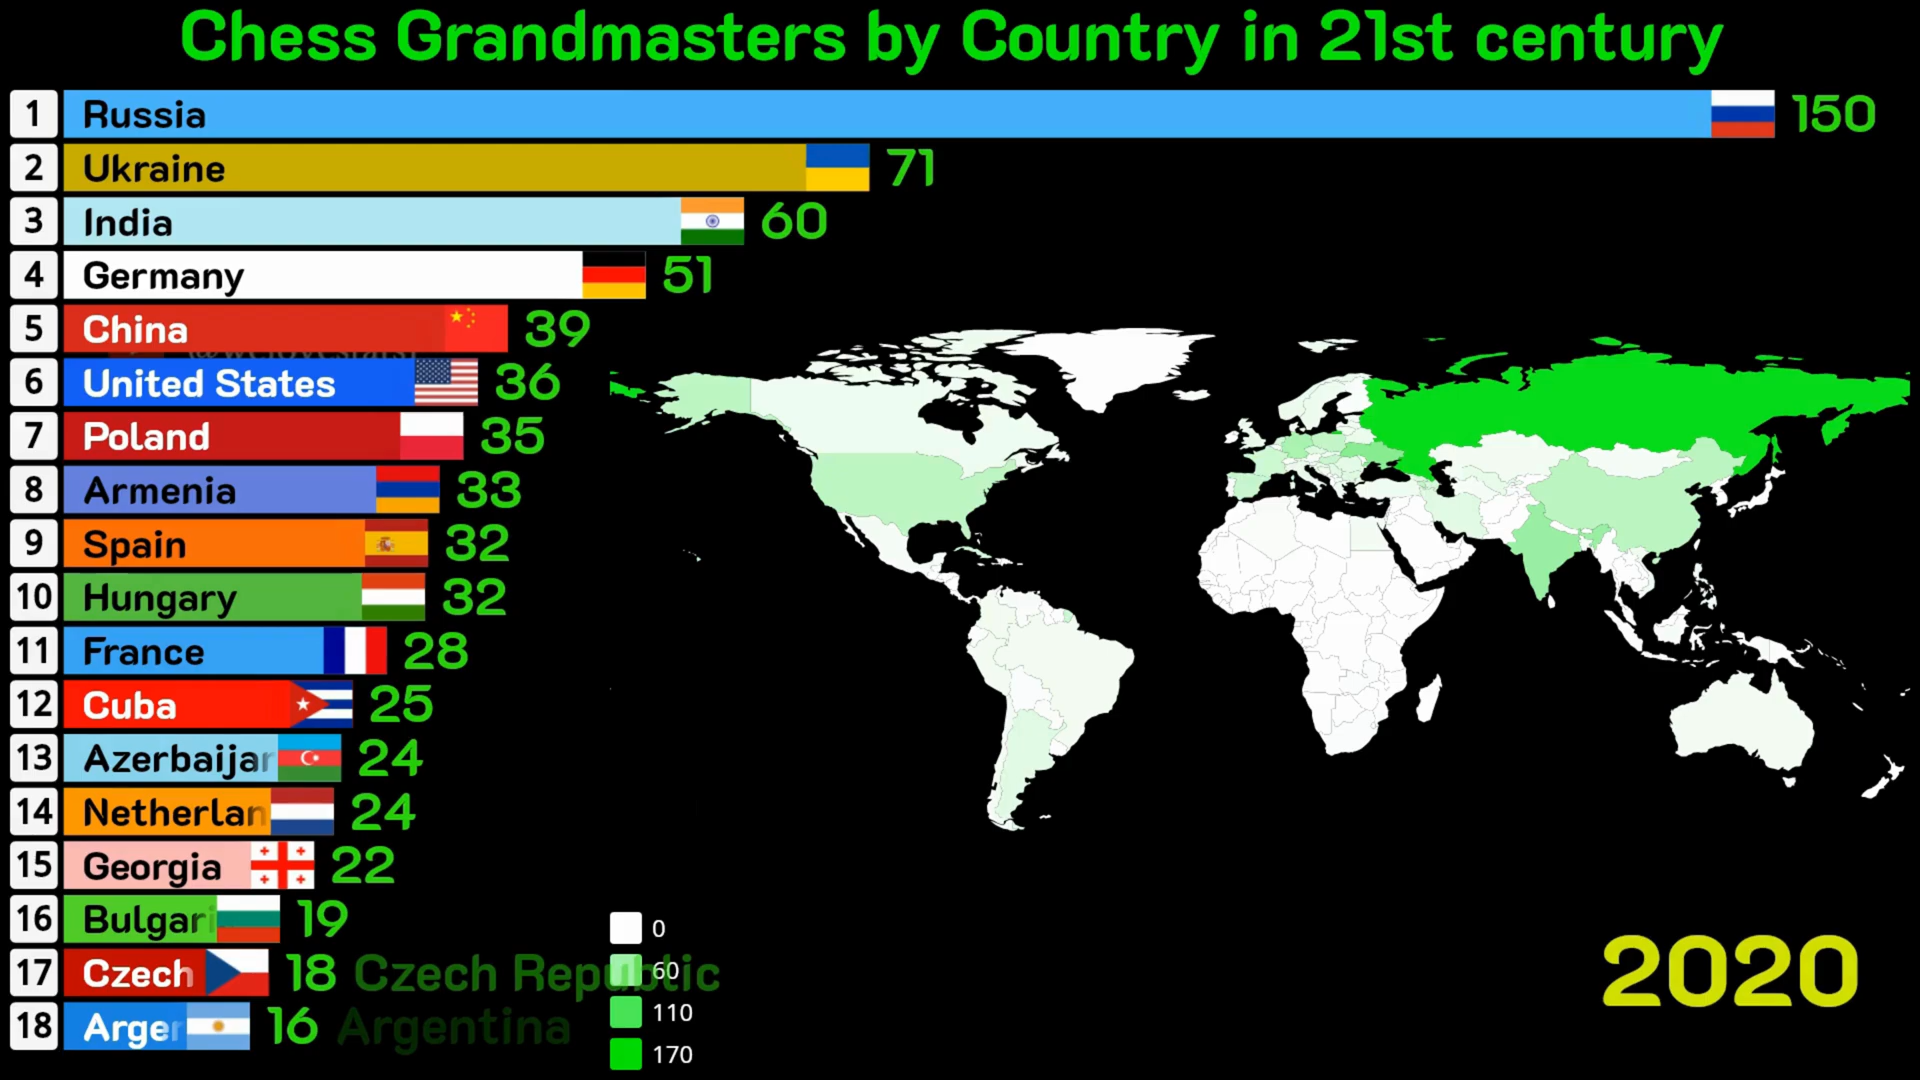 Chess Grandmasters by Country in 21st century
1 Russia 150
2 Ukraine 71
3 India 60
4 Germany 51
5 China 39
6 United States 36
7 Poland 35
8 Armenia 33
9 Spain 32
10 Hungary 32
11 France 28
12 Cuba 25
13 Azerbaijan 24
14 Netherlan 24
15 Georgia 22
16 Bulgari 19
17 Czech 18 Czech Republic
18 Argen 16 Argentina
0
60
110
170
2020